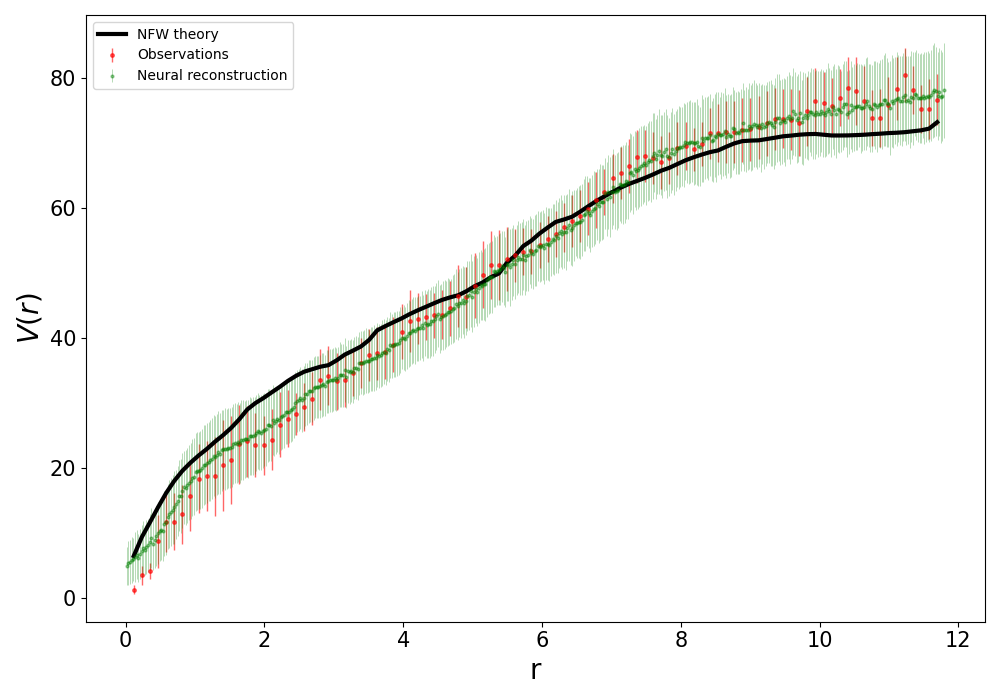 NFW theory
Observations
Neural reconstruction
V(r)
80
60
40
20
0
0 2 4 6 8 10 12
r